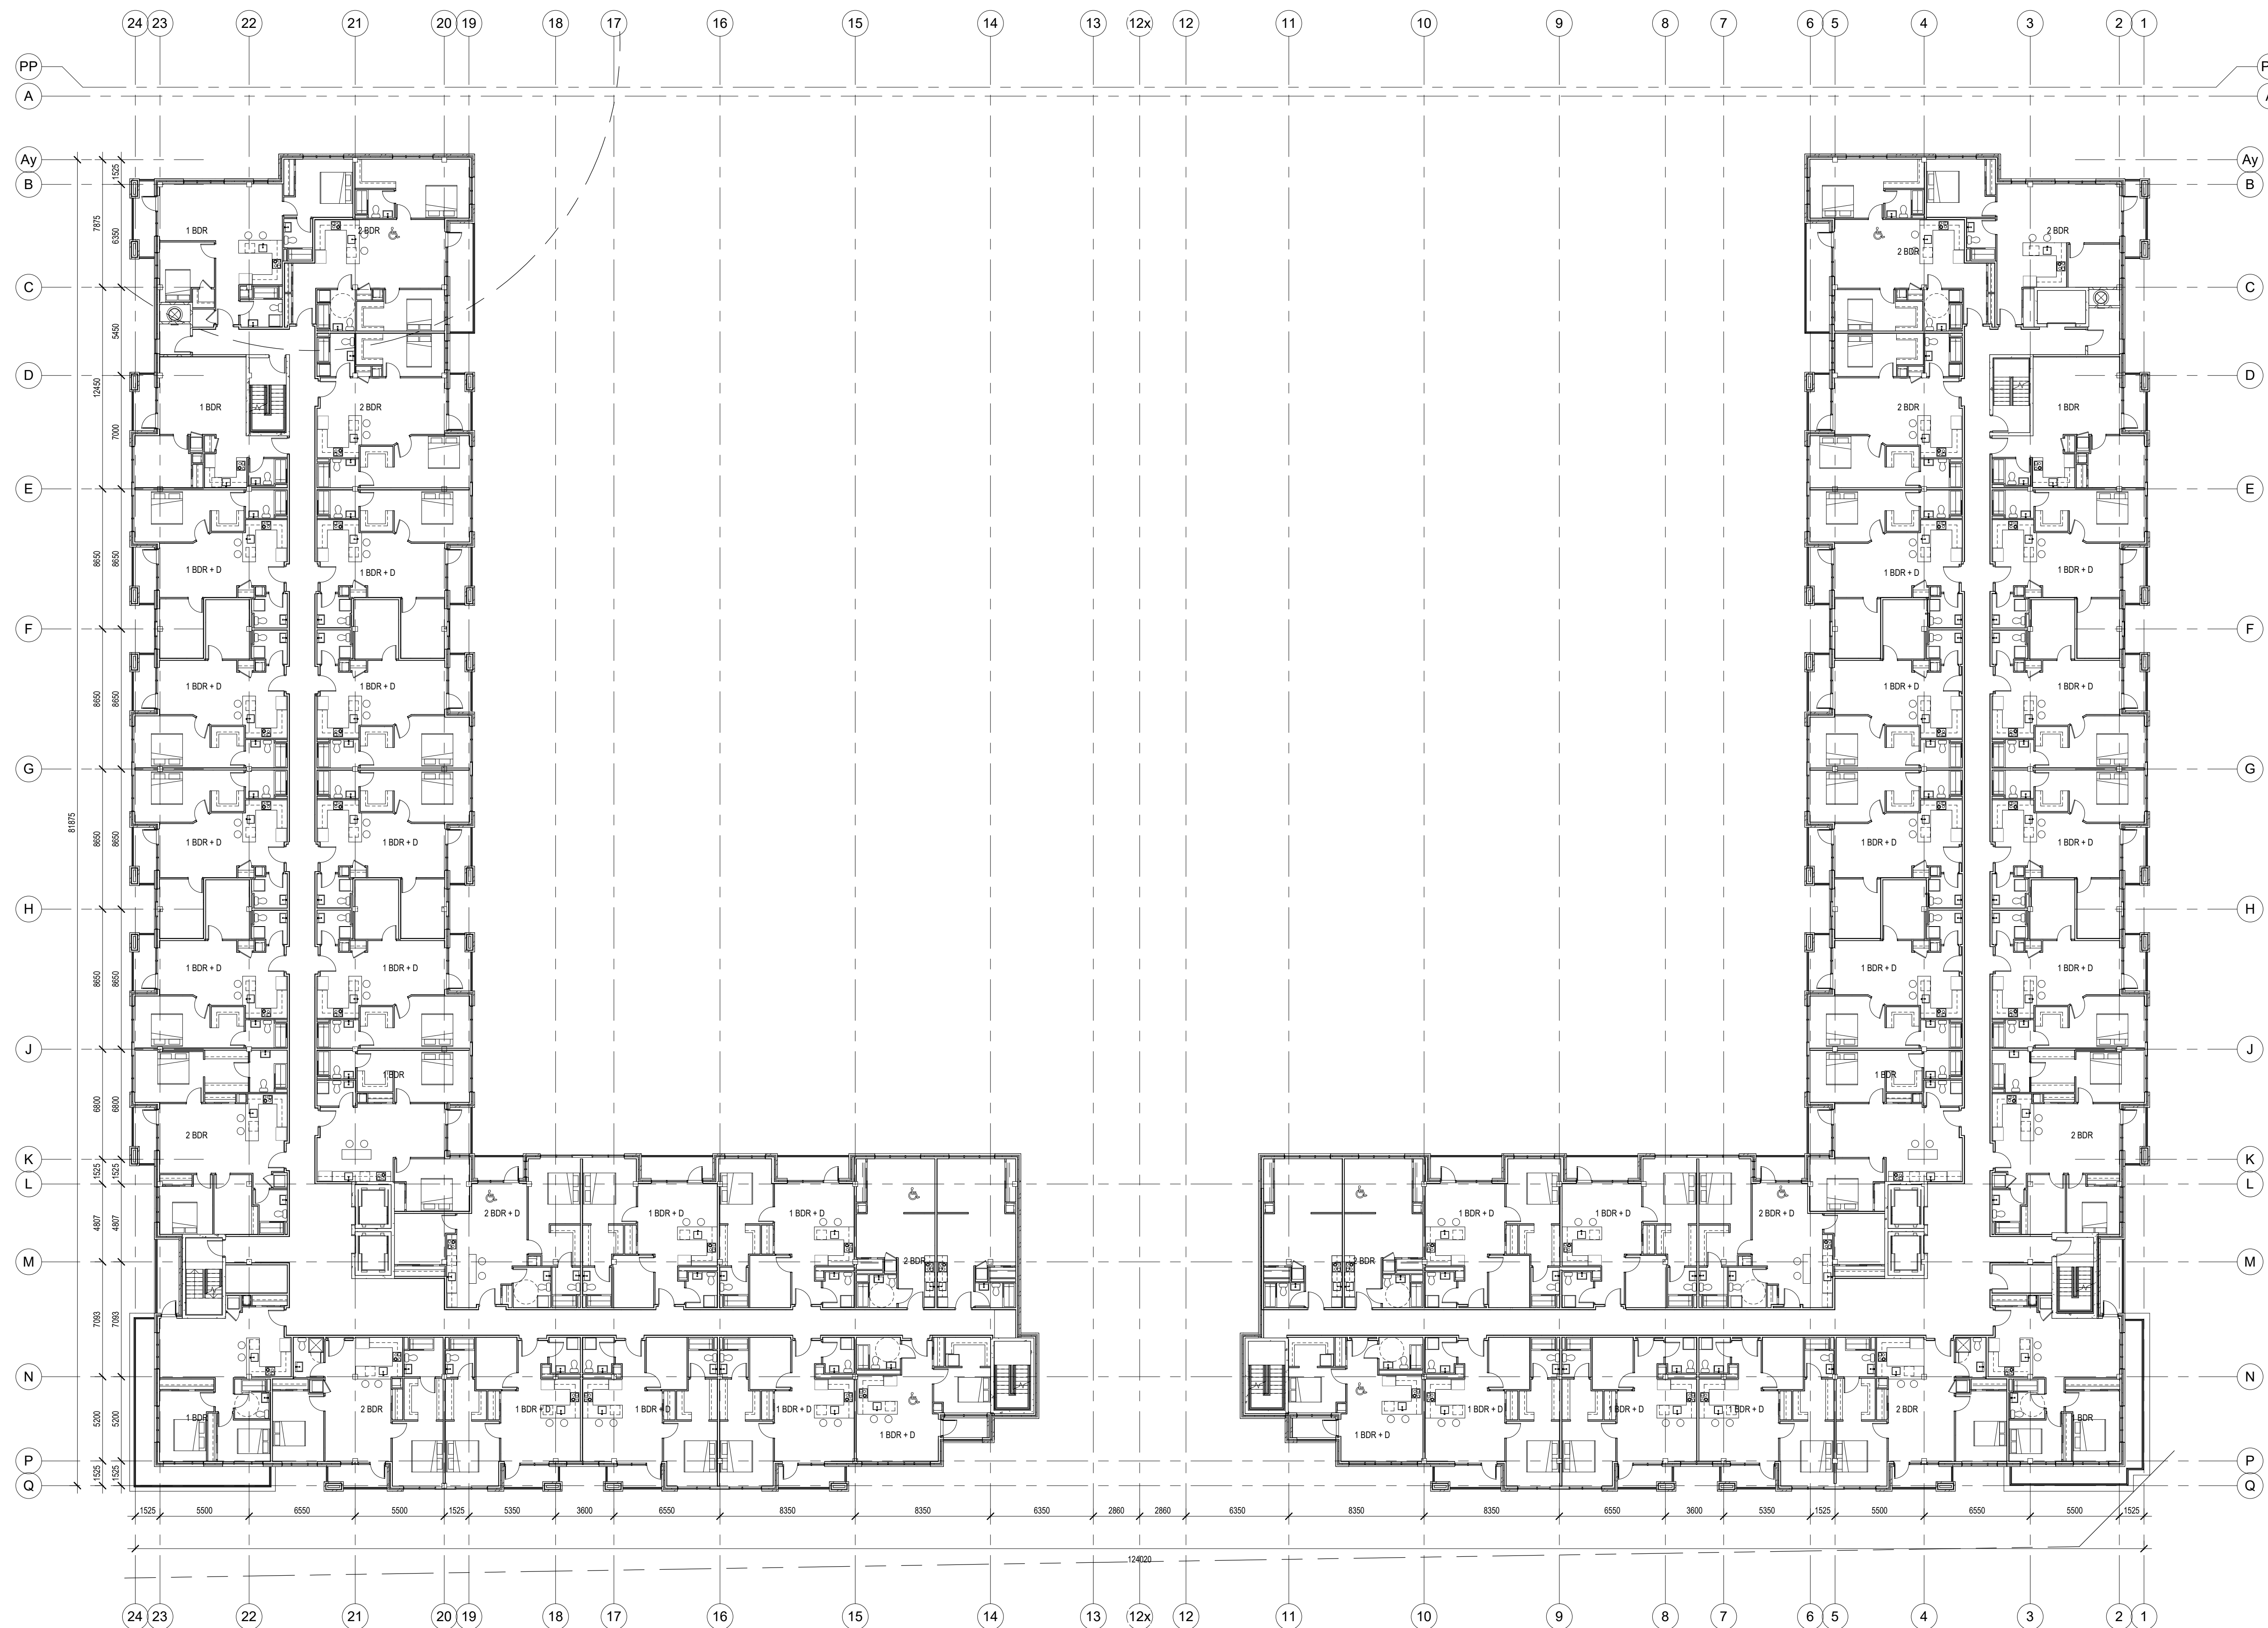 24 23 22 21 20 19 18 17 16 15 14 13 12x 12 11 10 9 8 7 6 5 4 3 2 1
PP
A
Ay Ay
B B
1525
7875 6350
1 BDR 2 BDR 2 BDR 2 BDR
C C
5450
D D
12450
1 BDR 2 BDR 2 BDR 1 BDR
7000
E E
8650 8650
1 BDR + D 1 BDR + D 1 BDR + D 1 BDR + D
F F
8650 8650
1 BDR + D 1 BDR + D 1 BDR + D 1 BDR + D
G G
81875
8650 8650
1 BDR + D 1 BDR + D 1 BDR + D 1 BDR + D
H H
8650 8650
1 BDR + D 1 BDR + D 1 BDR + D 1 BDR + D
J J
1 BDR 1 BDR
6800 6800
2 BDR 2 BDR
K K
1525 1525
L L
4807 4807
2 BDR + D 1 BDR + D 1 BDR + D 1 BDR + D 1 BDR + D 2 BDR + D
M M
2 BDR 2 BDR
7093 7093
N N
5200 5200
1 BDR 2 BDR 1 BDR + D 1 BDR + D 1 BDR + D 1 BDR + D 1 BDR + D 1 BDR + D 2 BDR 1 BDR
1 BDR + D 1 BDR + D
P P
1525 1525
Q Q
1525 5500 6550 5500 1525 5350 3600 6550 8350 8350 6350 2860 2860 6350 8350 8350 6550 3600 5350 1525 5500 6550 5500 1525
124020
24 23 22 21 20 19 18 17 16 15 14 13 12x 12 11 10 9 8 7 6 5 4 3 2 1